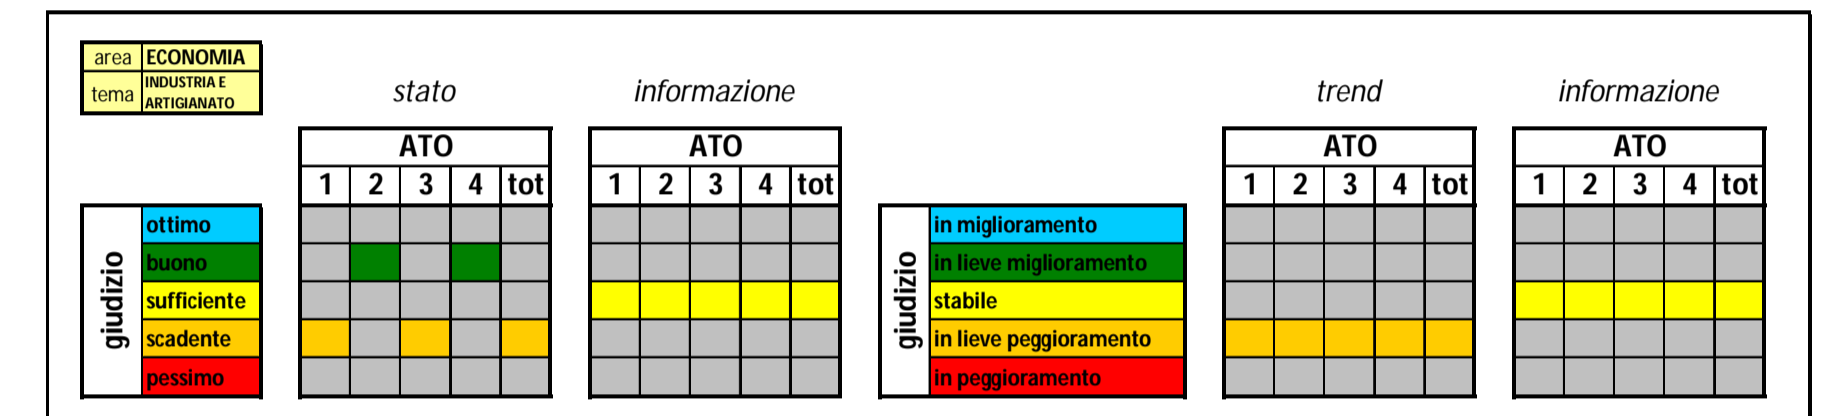 area ECONOMIA
tema INDUSTRIA E
ARTIGIANATO
stato informazione trend informazione
ATO ATO ATO ATO
1 2 3 4 tot 1 2 3 4 tot 1 2 3 4 tot 1 2 3 4 tot
giudizio
ottimo
buono
sufficiente
scadente
pessimo
giudizio
in miglioramento
in lieve miglioramento
stabile
in lieve peggioramento
in peggioramento